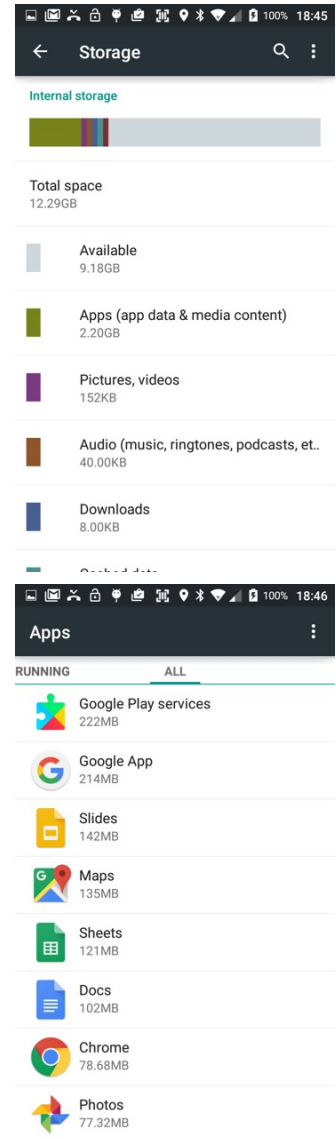 100% 18:45
Storage
Internal storage
Total space
12.29GB
Available
9.18GB
Apps (app data & media content)
2.20GB
Pictures, videos
152KB
Audio (music, ringtones, podcasts, et..
40.00KB
Downloads
8.00KB
100% 18:46
Apps
RUNNING ALL
Google Play services
222MB
Google App
214MB
Slides
142MB
Maps
135MB
Sheets
121MB
Docs
102MB
Chrome
78.68MB
Photos
77.32MB